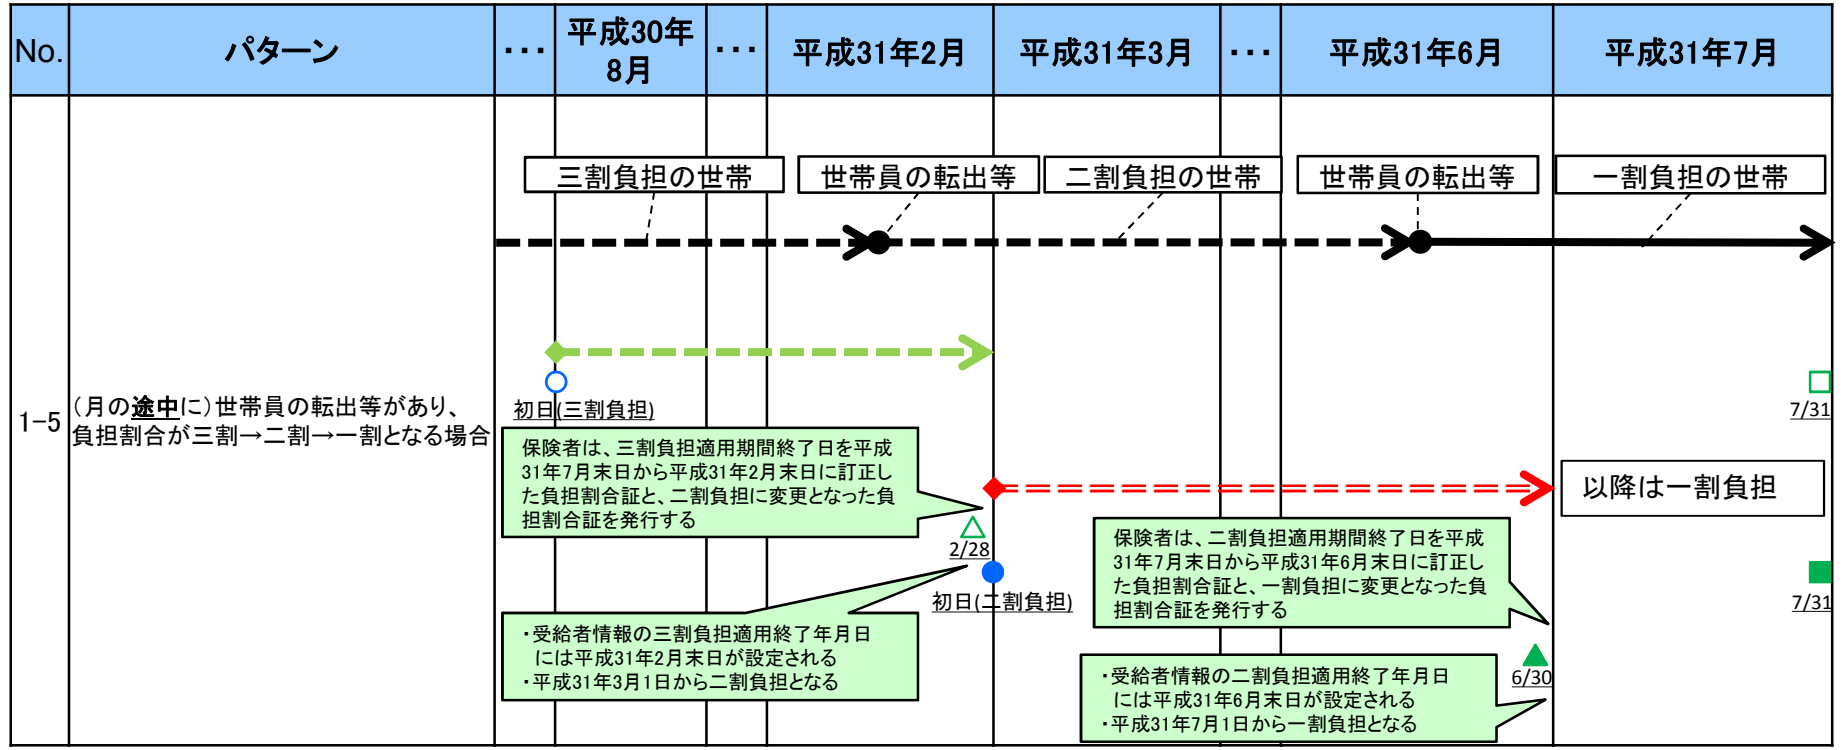 No.
パターン
･･･
平成30年
8月
･･･
平成31年2月
平成31年3月
･･･
平成31年6月
平成31年7月
三割負担の世帯
世帯員の転出等
二割負担の世帯
世帯員の転出等
一割負担の世帯
1-5
(月の途中に)世帯員の転出等があり、
負担割合が三割→二割→一割となる場合
初日(三割負担)
7/31
保険者は、三割負担適用期間終了日を平成
31年7月末日から平成31年2月末日に訂正し
た負担割合証と、二割負担に変更となった負
担割合証を発行する
以降は一割負担
2/28
初日(二割負担)
保険者は、二割負担適用期間終了日を平成
31年7月末日から平成31年6月末日に訂正し
た負担割合証と、一割負担に変更となった負
担割合証を発行する
7/31
・受給者情報の三割負担適用終了年月日
には平成31年2月末日が設定される
・平成31年3月1日から二割負担となる
6/30
・受給者情報の二割負担適用終了年月日
には平成31年6月末日が設定される
・平成31年7月1日から一割負担となる